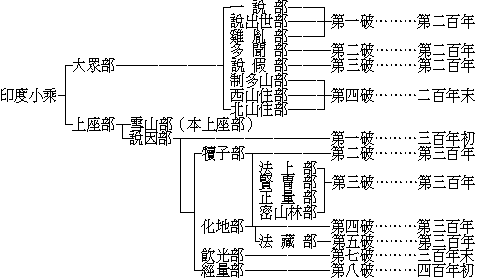 一說部
說出世部 第一破………第二百年
雞胤部
多聞部 第二破………第二百年
大眾部 說假部 第三破………第二百年
制多山部
印度小乘 西山住部 第四破………二百年末
北山住部
上座部 雪山部（本上座部）
說因部 第一破………三百年初
犢子部 第二破………第三百年
法上部
賢冑部 第三破………第三百年
正量部
密山林部
化地部 第四破………第三百年
法藏部 第五破………第三百年
飲光部 第七破………三百年末
經量部 第八破………四百年初